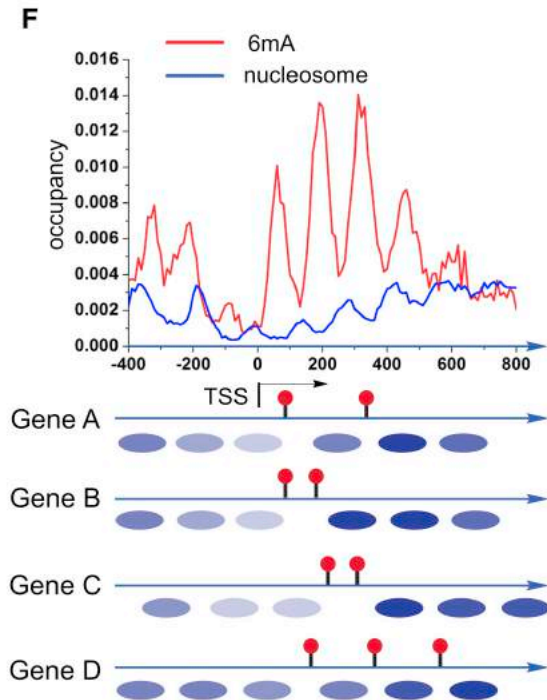 F
6mA
nucleosome
occupancy
0.016
0.014
0.012
0.010
0.008
0.006
0.004
0.002
0.000
-400 -200 0 200 400 600 800
TSS
Gene A
Gene B
Gene C
Gene D